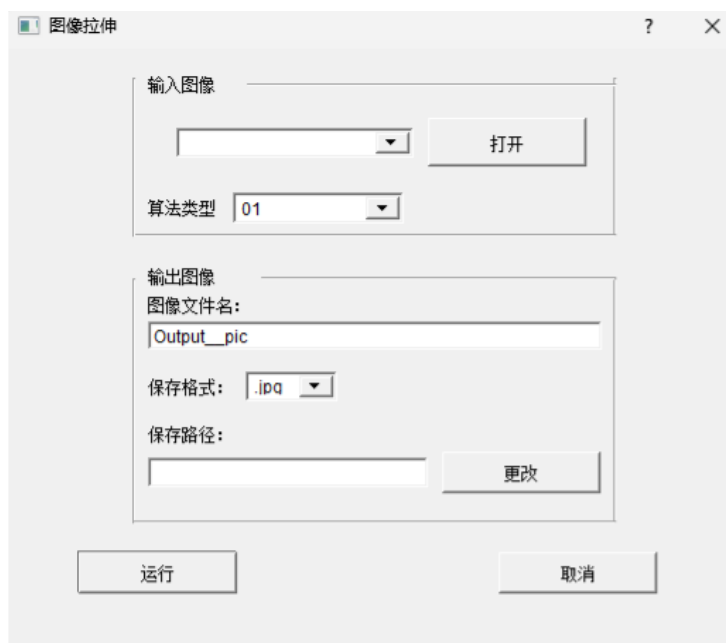 图像拉伸 ?
输入图像
打开
算法类型 01
输出图像
图像文件名:
Output__pic
保存格式: .jpg
保存路径:
更改
运行 取消